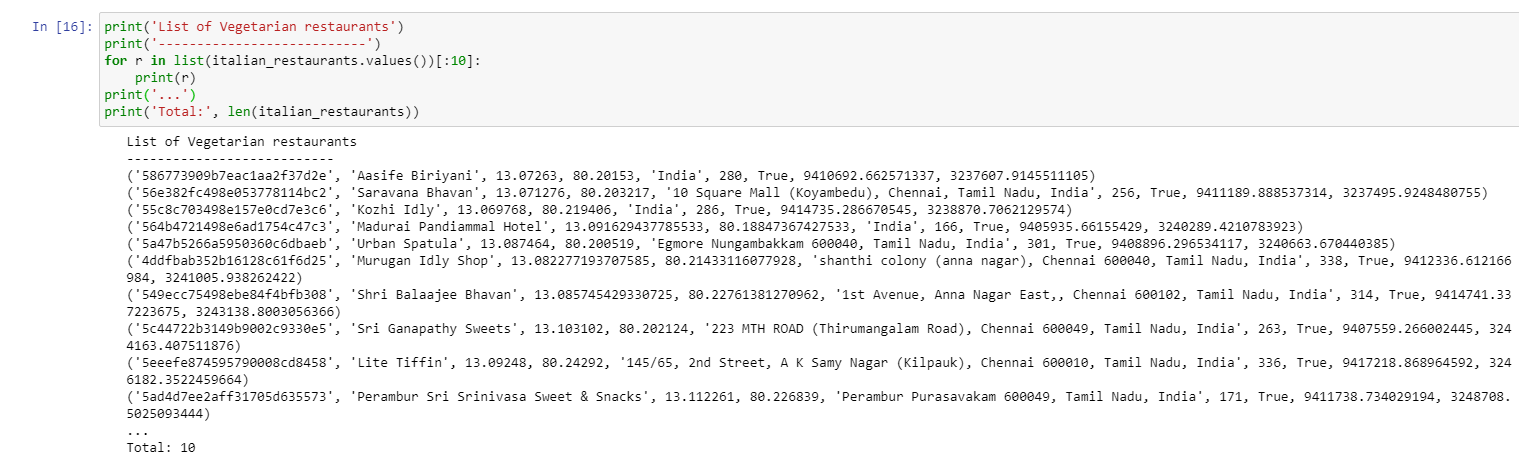 In [16]: print('List of Vegetarian restaurants')
print('---------------------------')
for r in list(italian_restaurants.values())[:10]:
    print(r)
print('...')
print('Total:', len(italian_restaurants))
List of Vegetarian restaurants
---------------------------
('586773909b7eac1aa2f37d2e', 'Aasife Biriyani', 13.07263, 80.20153, 'India', 280, True, 9410692.662571337, 3237607.9145511105)
('56e382fc498e053778114bc2', 'Saravana Bhavan', 13.071276, 80.203217, '10 Square Mall (Koyambedu), Chennai, Tamil Nadu, India', 256, True, 9411189.888537314, 3237495.9248480755)
('55c8c703498e157e0cd7e3c6', 'Kozhi Idly', 13.069768, 80.219406, 'India', 286, True, 9414735.286670545, 3238870.7062129574)
('564b4721498e6ad1754c47c3', 'Madurai Pandiammal Hotel', 13.091629437785533, 80.18847367427533, 'India', 166, True, 9405935.66155429, 3240289.4210783923)
('5a47b5266a5950360c6dbaeb', 'Urban Spatula', 13.087464, 80.200519, 'Egmore Nungambakkam 600040, Tamil Nadu, India', 301, True, 9408896.296534117, 3240663.670440385)
('4ddfbab352b16128c61f6d25', 'Murugan Idly Shop', 13.082277193707585, 80.21433116077928, 'shanthi colony (anna nagar), Chennai 600040, Tamil Nadu, India', 338, True, 9412336.612166
984, 3241005.938262422)
('549ecc75498ebe84f4bfb308', 'Shri Balaajee Bhavan', 13.085745429330725, 80.22761381270962, '1st Avenue, Anna Nagar East,, Chennai 600102, Tamil Nadu, India', 314, True, 9414741.33
7223675, 3243138.8003056366)
('5c44722b3149b9002c9330e5', 'Sri Ganapathy Sweets', 13.103102, 80.202124, '223 MTH ROAD (Thirumangalam Road), Chennai 600049, Tamil Nadu, India', 263, True, 9407559.266002445, 324
4163.407511876)
('5eeefe874595790008cd8458', 'Lite Tiffin', 13.09248, 80.24292, '145/65, 2nd Street, A K Samy Nagar (Kilpauk), Chennai 600010, Tamil Nadu, India', 336, True, 9417218.868964592, 324
6182.3522459664)
('5ad4d7ee2aff31705d635573', 'Perambur Sri Srinivasa Sweet & Snacks', 13.112261, 80.226839, 'Perambur Purasavakam 600049, Tamil Nadu, India', 171, True, 9411738.734029194, 3248708.
5025093444)
...
Total: 10